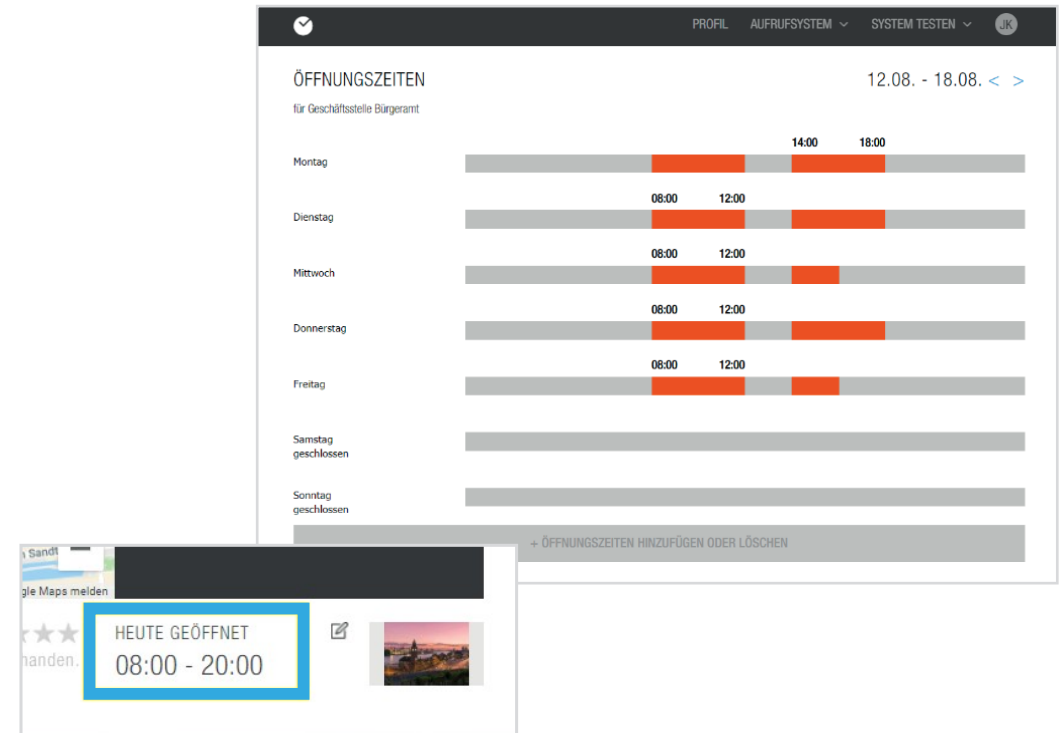 PROFIL AUFRUFSYSTEM SYSTEM TESTEN JK
ÖFFNUNGSZEITEN
12.08. - 18.08. < >
für Geschäftsstelle Bürgeramt
14:00 18:00
Montag
08:00 12:00
Dienstag
08:00 12:00
Mittwoch
08:00 12:00
Donnerstag
08:00 12:00
Freitag
Samstag
geschlossen
Sonntag
geschlossen
+ ÖFFNUNGSZEITEN HINZUFÜGEN ODER LÖSCHEN
Sandt
gle Maps melden
HEUTE GEÖFFNET
handen.
08:00 - 20:00